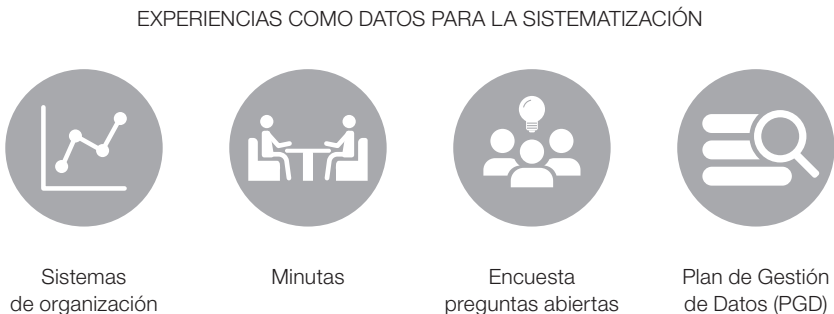 EXPERIENCIAS COMO DATOS PARA LA SISTEMATIZACIÓN
Sistemas
de organización
Minutas
Encuesta
preguntas abiertas
Plan de Gestión
de Datos (PGD)